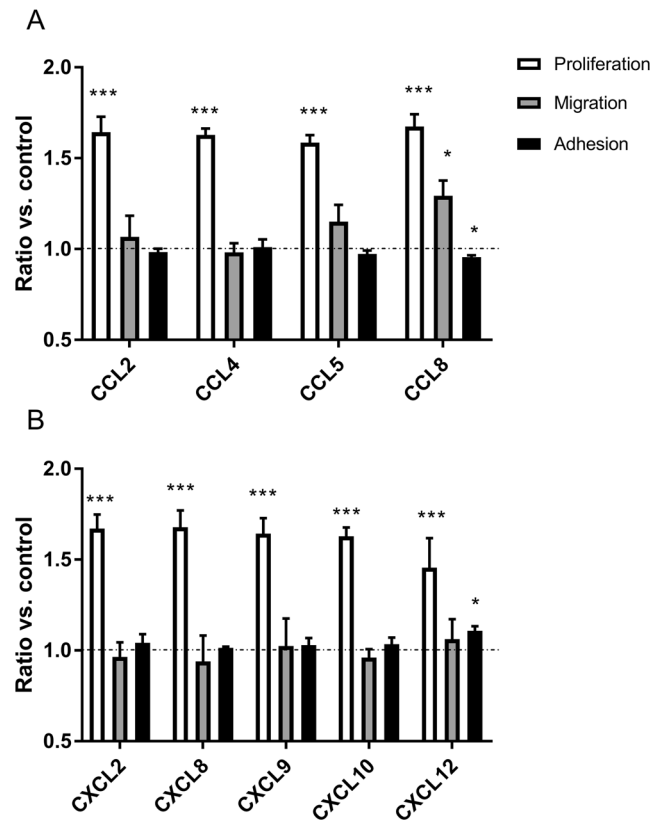 A
Proliferation
Migration
Adhesion
Ratio vs. control
2.0
1.5
1.0
0.5
***
***
***
***
*
*
CCL2
CCL4
CCL5
CCL8
B
Ratio vs. control
2.0
1.5
1.0
0.5
***
***
***
***
***
*
CXCL2
CXCL8
CXCL9
CXCL10
CXCL12